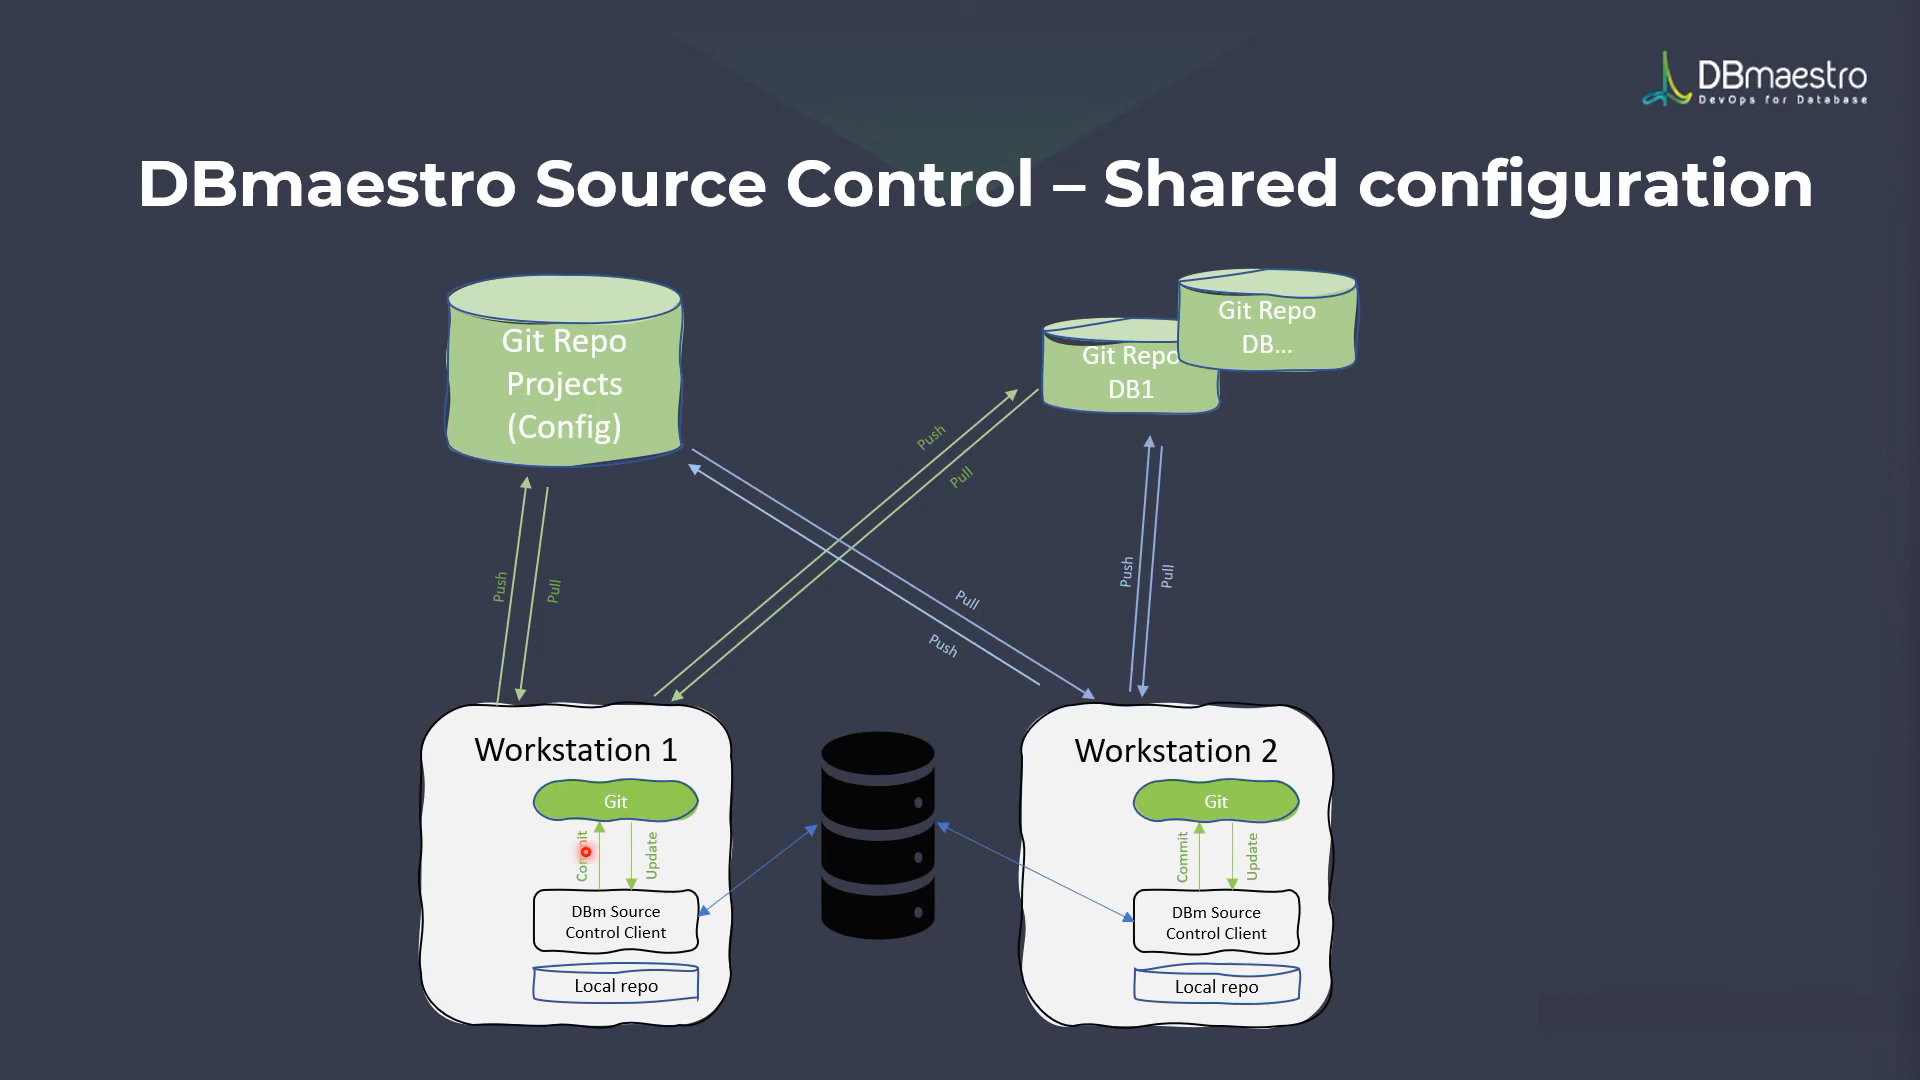 DBmaestro
DevOps for Database
DBmaestro Source Control – Shared configuration
Git Repo
Projects
(Config)
Git Repo
DB1
Git Repo
DB...
Push
Pull
Push
Pull
Pull
Push
Push
Pull
Workstation 1
Git
Commit
Update
DBm Source
Control Client
Local repo
Workstation 2
Git
Commit
Update
DBm Source
Control Client
Local repo